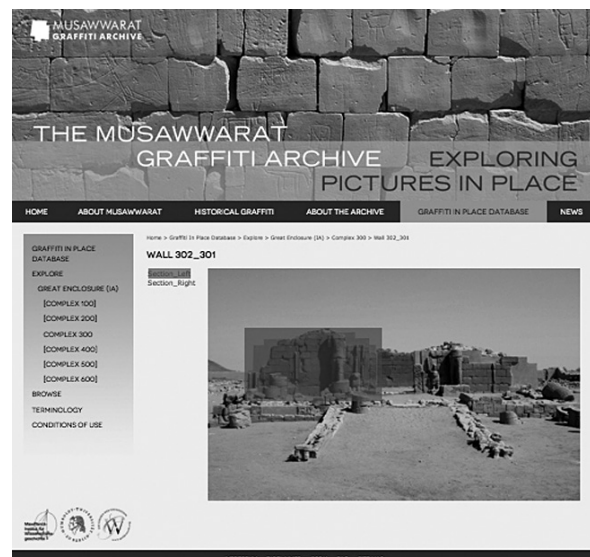 MUSAWWARAT
GRAFFITI ARCHIVE
THE MUSAWWARAT
GRAFFITI ARCHIVE
EXPLORING
PICTURES IN PLACE
HOME
ABOUT MUSAWWARAT
HISTORICAL GRAFFITI
ABOUT THE ARCHIVE
GRAFFITI IN PLACE DATABASE
NEWS
GRAFFITI IN PLACE
DATABASE
EXPLORE
GREAT ENCLOSURE (IA)
[COMPLEX 100]
[COMPLEX 200]
COMPLEX 300
[COMPLEX 400]
[COMPLEX 500]
[COMPLEX 600]
BROWSE
TERMINOLOGY
CONDITIONS OF USE
Home > Graffiti in Place Database > Explore > Great Enclosure (IA) > Complex 300 > Wall 302_301
WALL 302_301
Section_Left
Section_Right